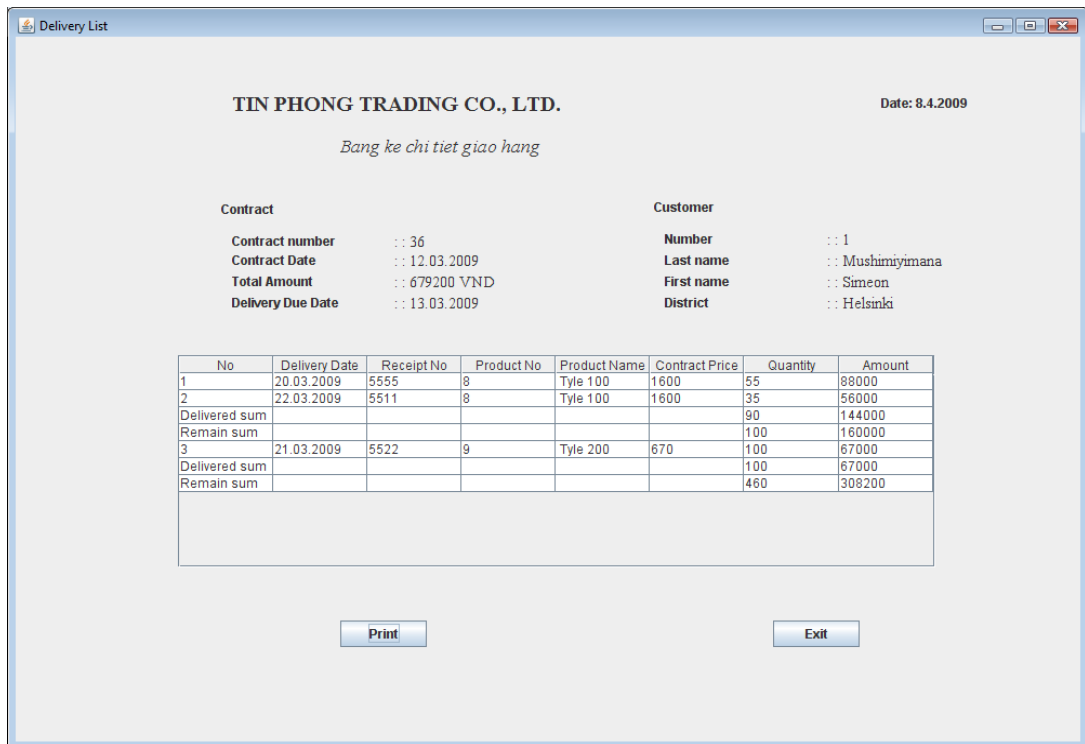 Delivery List
TIN PHONG TRADING CO., LTD.
Date: 8.4.2009
Bang ke chi tiet giao hang
Contract
Customer
Contract number : : 36
Number : : 1
Contract Date : : 12.03.2009
Last name : : Mushimiyimana
Total Amount : : 679200 VND
First name : : Simeon
Delivery Due Date : : 13.03.2009
District : : Helsinki
No Delivery Date Receipt No Product No Product Name Contract Price Quantity Amount
1 20.03.2009 5555 8 Tyle 100 1600 55 88000
2 22.03.2009 5511 8 Tyle 100 1600 35 56000
Delivered sum 90 144000
Remain sum 100 160000
3 21.03.2009 5522 9 Tyle 200 670 100 67000
Delivered sum 100 67000
Remain sum 460 308200
Print
Exit